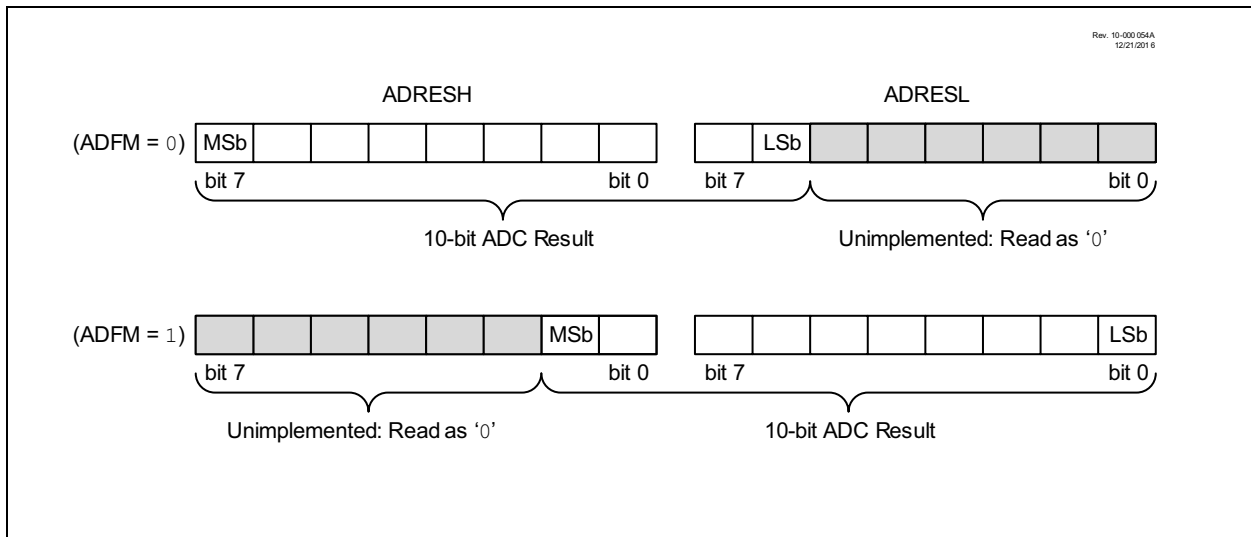 Rev. 10-000 054A
12/21/201 6
ADRESH ADRESL
(ADFM = 0) MSb LSb
bit 7 bit 0 bit 7 bit 0
10-bit ADC Result Unimplemented: Read as ‘0’
(ADFM = 1) MSb LSb
bit 7 bit 0 bit 7 bit 0
Unimplemented: Read as ‘0’ 10-bit ADC Result